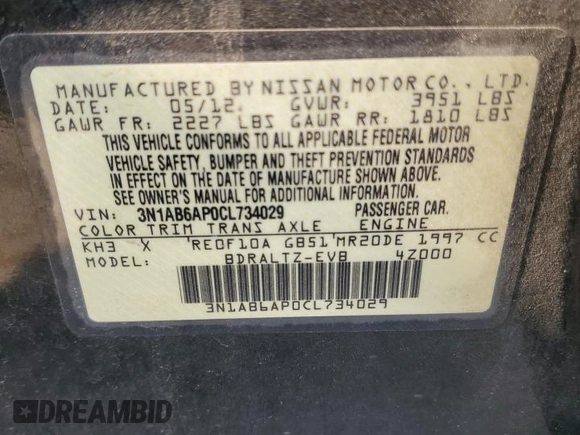 MANUFACTURED BY NISSAN MOTOR CO., LTD.
DATE: 05/12. GVWR: 3951 LBS
GAWR FR: 2227 LBS GAWR RR: 1810 LBS
THIS VEHICLE CONFORMS TO ALL APPLICABLE FEDERAL MOTOR
VEHICLE SAFETY, BUMPER AND THEFT PREVENTION STANDARDS
IN EFFECT ON THE DATE OF MANUFACTURE SHOWN ABOVE.
SEE OWNER'S MANUAL FOR ADDITIONAL INFORMATION.
VIN: 3N1AB6AP0CL734029 PASSENGER CAR.
COLOR TRIM TRANS AXLE ENGINE
KH3 X RE0F10A GB51 MR20DE 1997 CC
MODEL: BDRALTZ-EVB 4Z000
3N1AB6AP0CL734029
DREAMBID